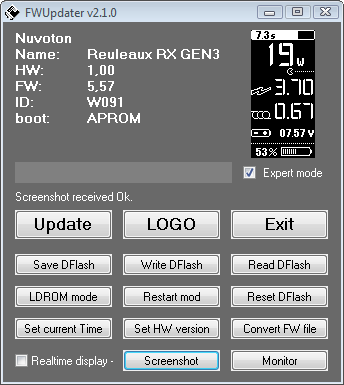 FWUpdater v2.1.0
Nuvoton
Name: Reuleaux RX GEN3
HW: 1,00
FW: 5,57
ID: W091
boot: APROM
7.3s
19W
3.70
0.67
07.57 V
53%
Expert mode
Screenshot received Ok.
Update LOGO Exit
Save DFlash Write DFlash Read DFlash
LDROM mode Restart mod Reset DFlash
Set current Time Set HW version Convert FW file
Realtime display - Screenshot Monitor